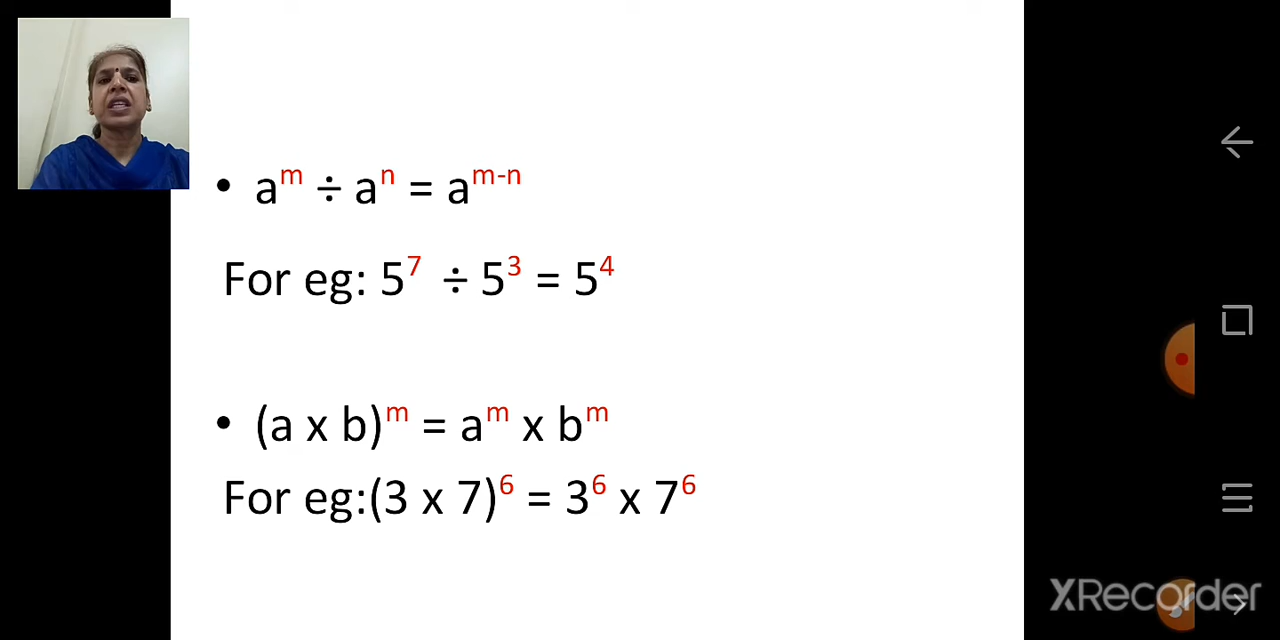 • aᵐ ÷ aⁿ = aᵐ⁻ⁿ
For eg: 5⁷ ÷ 5³ = 5⁴
• (a x b)ᵐ = aᵐ x bᵐ
For eg:(3 x 7)⁶ = 3⁶ x 7⁶
XRecorder